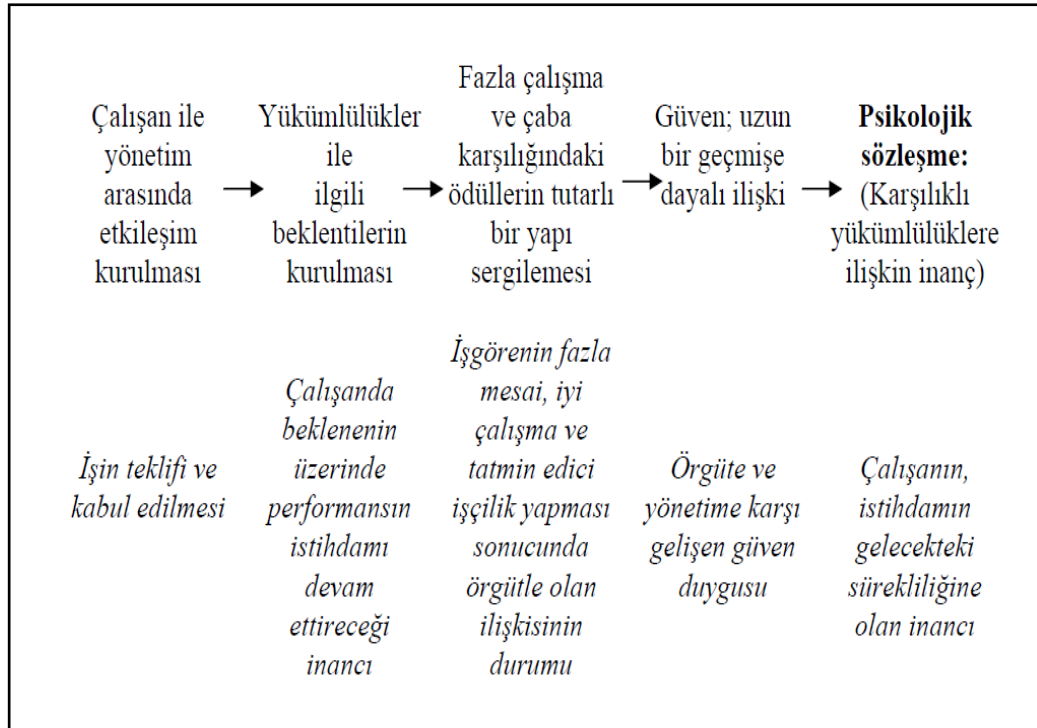 Çalışan ile
yönetim
arasında
etkileşim
kurulması
Yükümlülükler
ile
ilgili
beklentilerin
kurulması
Fazla çalışma
ve çaba
karşılığındaki
ödüllerin tutarlı
bir yapı
sergilemesi
Güven; uzun
bir geçmişe
dayalı ilişki
Psikolojik
sözleşme:
(Karşılıklı
yükümlülüklere
ilişkin inanç)
İşin teklifi ve
kabul edilmesi
Çalışanda
beklenenin
üzerinde
performansın
istihdamı
devam
ettireceği
inancı
İşgörenin fazla
mesai, iyi
çalışma ve
tatmin edici
işçilik yapması
sonucunda
örgütle olan
ilişkisinin
durumu
Örgüte ve
yönetime karşı
gelişen güven
duygusu
Çalışanın,
istihdamın
gelecekteki
sürekliliğine
olan inancı